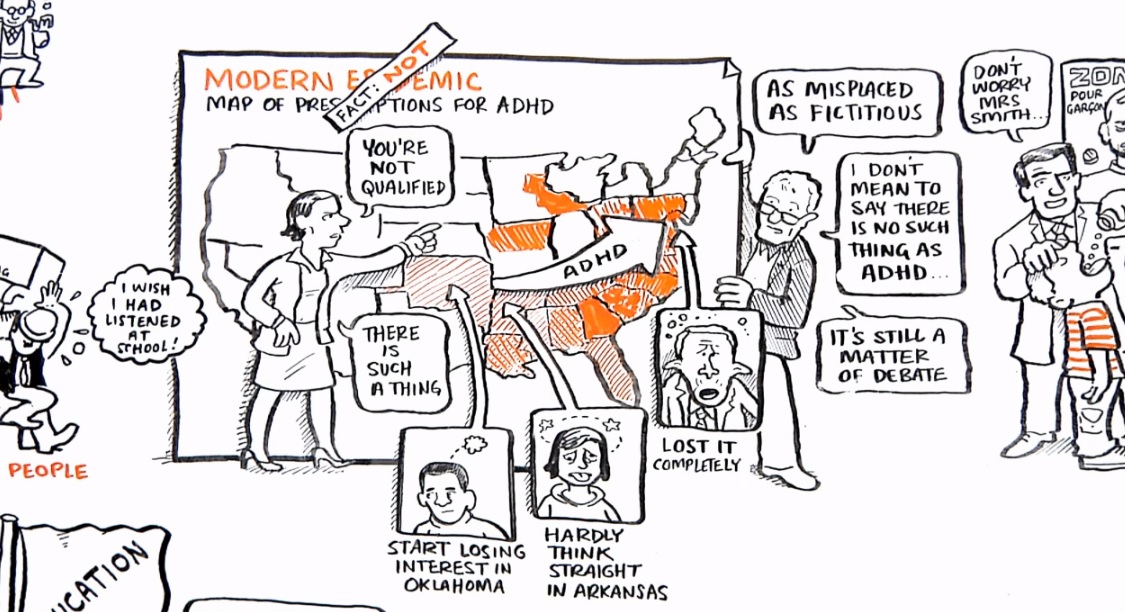 MODERN E DEMIC
FACT: NOT
MAP OF PRES PTIONS FOR ADHD
YOU'RE
NOT
QUALIFIED
THERE
IS
SUCH
A THING
ADHD
AS MISPLACED
AS FICTITIOUS
I DON'T
MEAN TO
SAY THERE
IS NO SUCH
THING AS
ADHD...
IT'S STILL A
MATTER
OF DEBATE
DON'T
WORRY
MRS
SMITH...
ZON
POUR
GARÇON
I WISH
I HAD
LISTENED
AT
SCHOOL!
G
PEOPLE
UCATION
START LOSING
INTEREST IN
OKLAHOMA
HARDLY
THINK
STRAIGHT
IN ARKANSAS
LOST IT
COMPLETELY